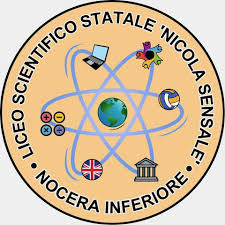 LICEO SCIENTIFICO STATALE 'NICOLA SENSALE'
• NOCERA INFERIORE •